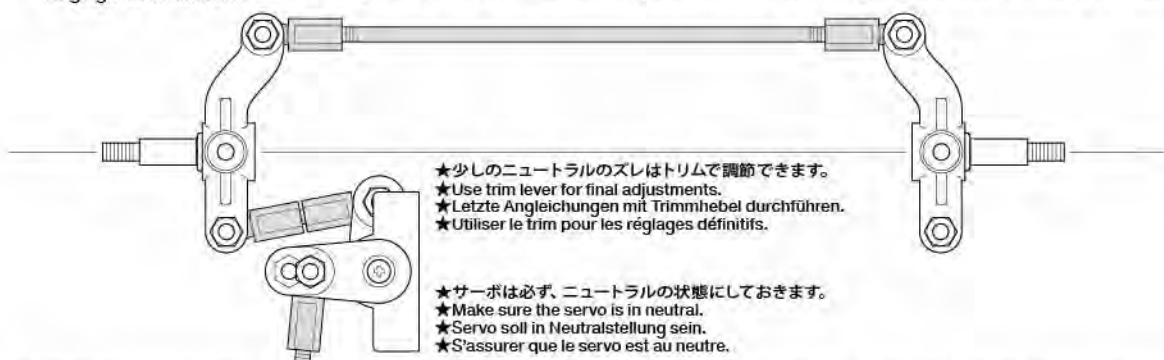 ★少しのニュートラルのズレはトリムで調節できます。
★Use trim lever for final adjustments.
★Letzte Angleichungen mit Trimmhebel durchführen.
★Utiliser le trim pour les réglages définitifs.
★サーボは必ず、ニュートラルの状態にしておきます。
★Make sure the servo is in neutral.
★Servo soll in Neutralstellung sein.
★S'assurer que le servo est au neutre.